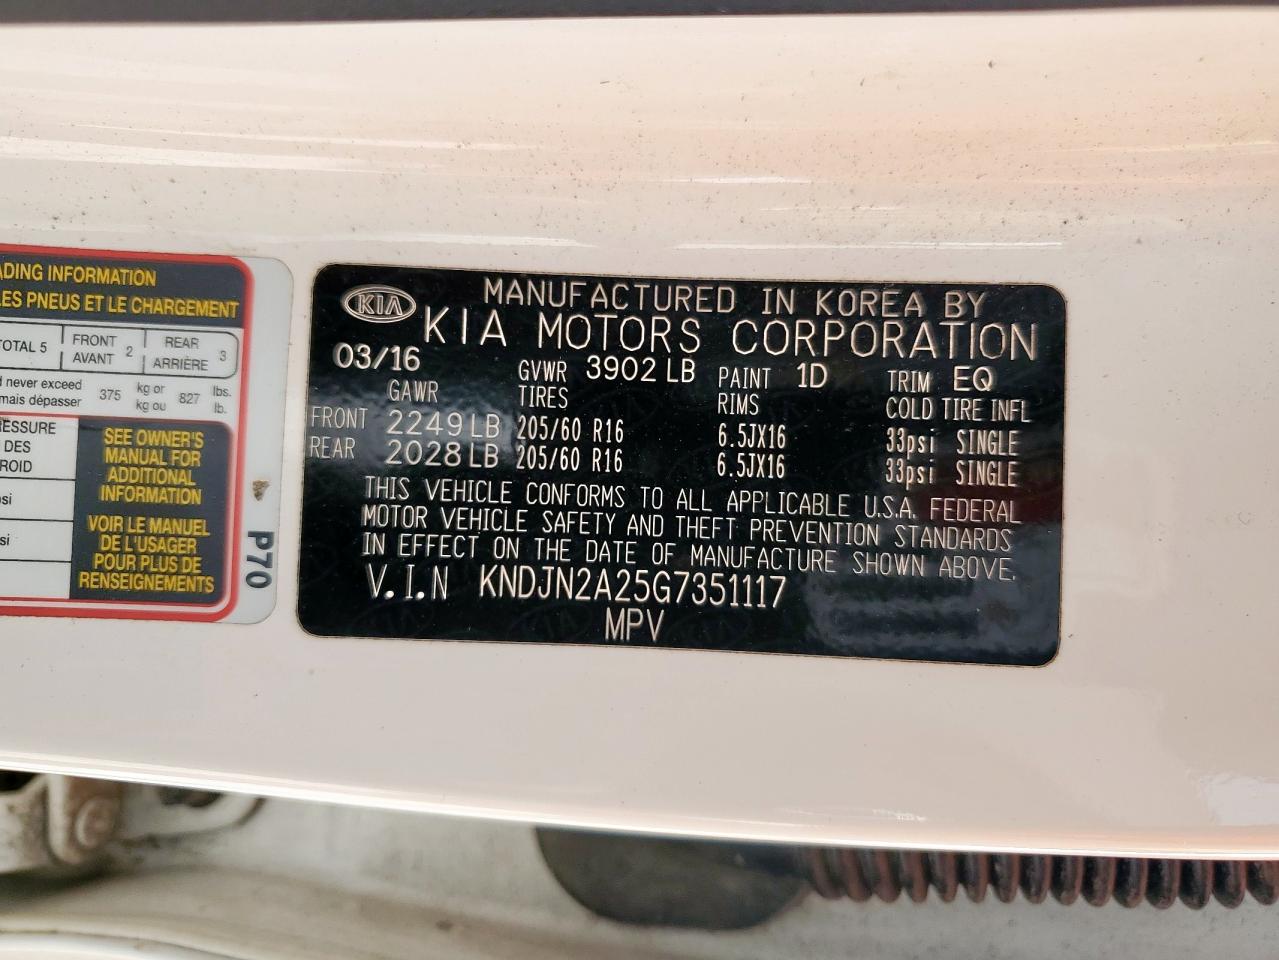 ADING INFORMATION
LES PNEUS ET LE CHARGEMENT
TOTAL 5
FRONT
AVANT 2
REAR
ARRIÈRE 3
d never exceed
mais dépasser
375
kg or
kg ou
827
lbs.
lb.
RESSURE
DES
ROID
SEE OWNER'S
MANUAL FOR
ADDITIONAL
INFORMATION
VOIR LE MANUEL
DE L'USAGER
POUR PLUS DE
RENSEIGNEMENTS
si
si
P70
KIA
MANUFACTURED IN KOREA BY
KIA MOTORS CORPORATION
03/16 GVWR 3902 LB PAINT 1D TRIM EQ
GAWR TIRES RIMS COLD TIRE INFL
FRONT 2249 LB 205/60 R16 6.5JX16 33psi SINGLE
REAR 2028 LB 205/60 R16 6.5JX16 33psi SINGLE
THIS VEHICLE CONFORMS TO ALL APPLICABLE U.S.A. FEDERAL
MOTOR VEHICLE SAFETY AND THEFT PREVENTION STANDARDS
IN EFFECT ON THE DATE OF MANUFACTURE SHOWN ABOVE.
V.I.N KNDJN2A25G7351117
MPV